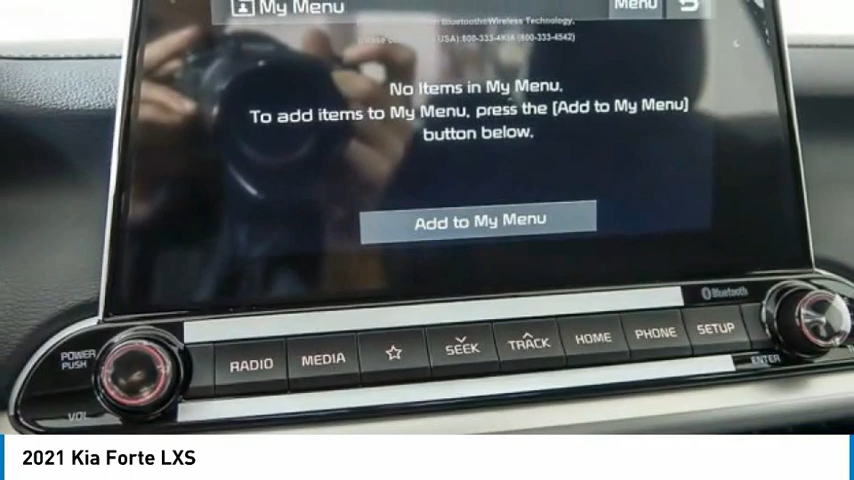 My Menu
Menu
Bluetooth®Wireless Technology,
USA):800-333-4KIA (800-333-4542)
No Items in My Menu.
To add items to My Menu, press the [Add to My Menu]
button below.
Add to My Menu
Bluetooth
POWER
PUSH
RADIO
MEDIA
SEEK
TRACK
HOME
PHONE
SETUP
ENTER
VOL
2021 Kia Forte LXS